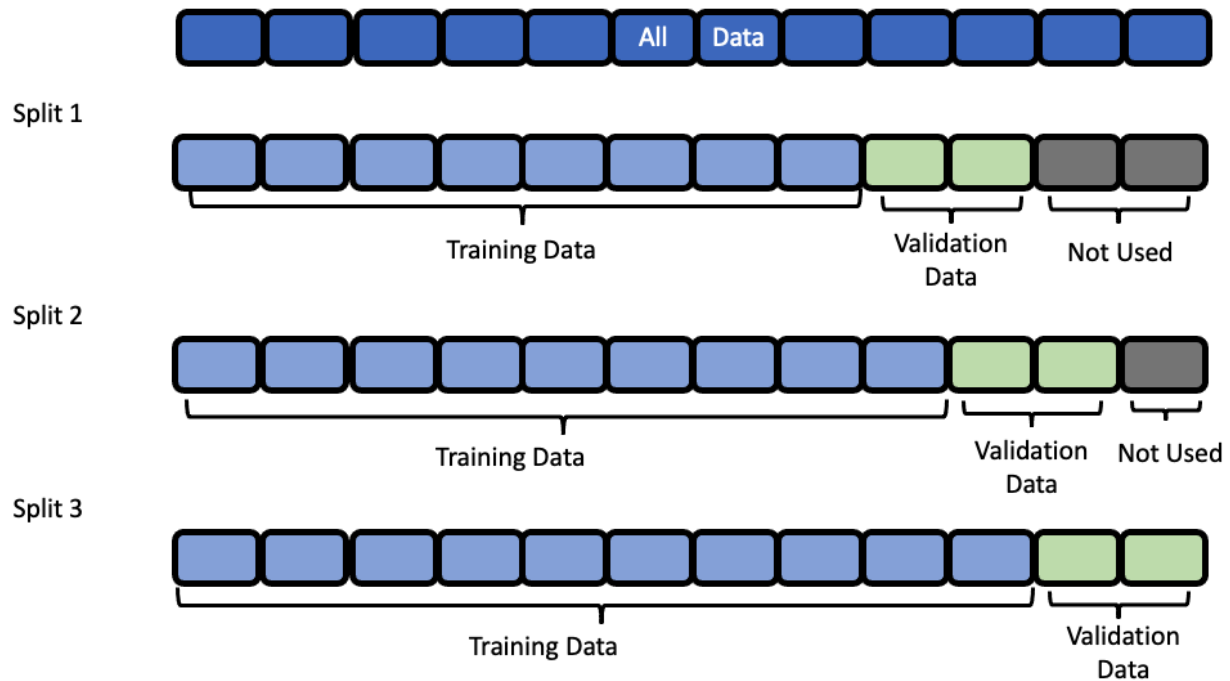 All Data
Split 1
Training Data
Validation
Data
Not Used
Split 2
Training Data
Validation
Data
Not Used
Split 3
Training Data
Validation
Data